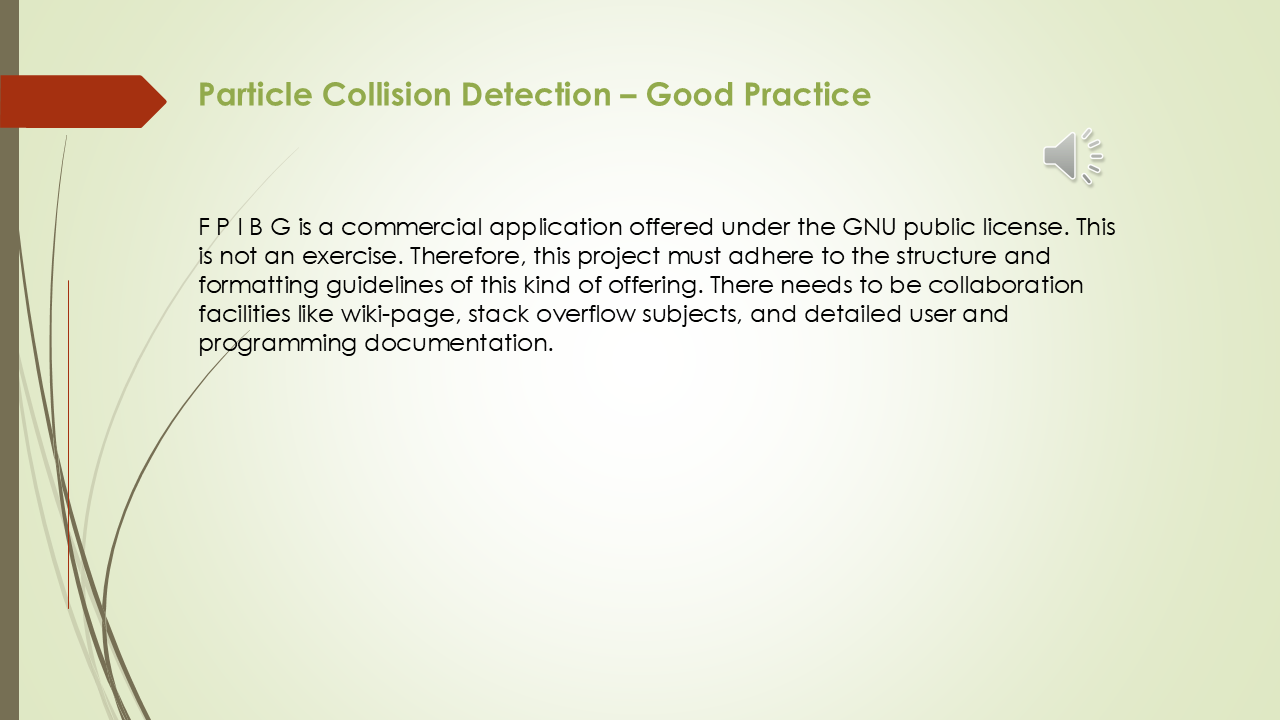 Particle Collision Detection – Good Practice
F P I B G is a commercial application offered under the GNU public license. This
is not an exercise. Therefore, this project must adhere to the structure and
formatting guidelines of this kind of offering. There needs to be collaboration
facilities like wiki-page, stack overflow subjects, and detailed user and
programming documentation.